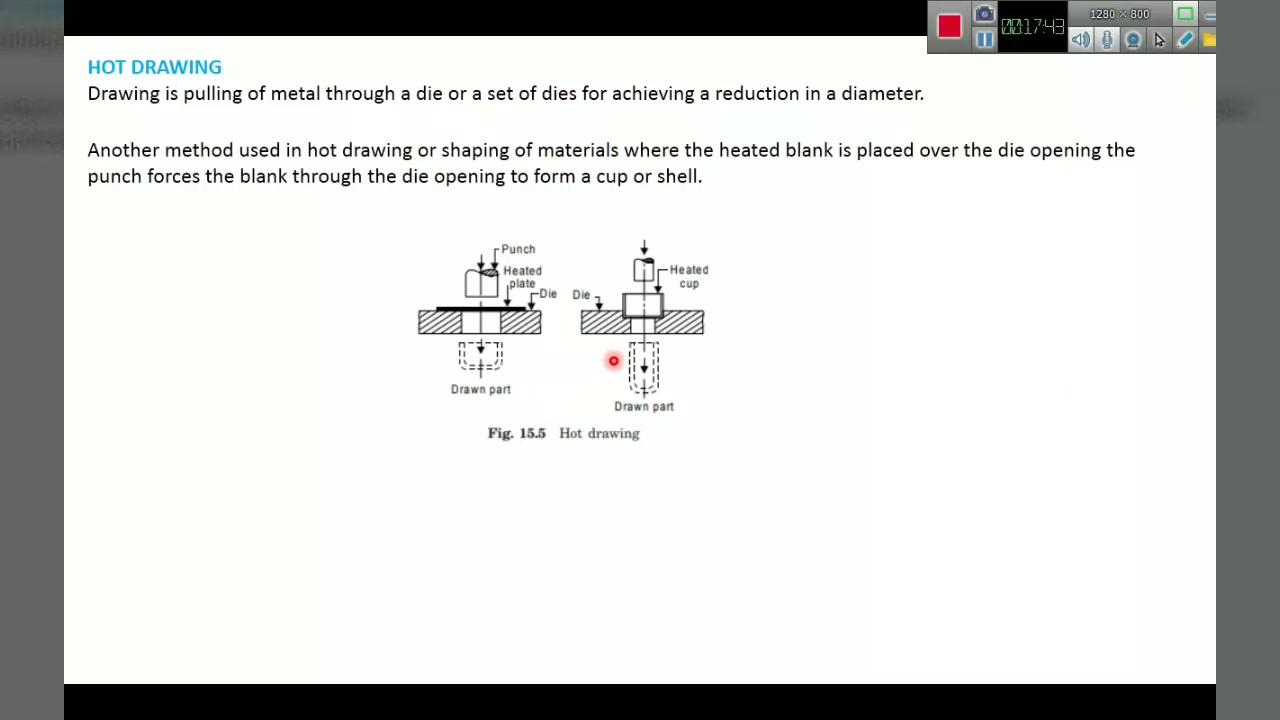 1280 × 800
00:17:43
HOT DRAWING
Drawing is pulling of metal through a die or a set of dies for achieving a reduction in a diameter.
Another method used in hot drawing or shaping of materials where the heated blank is placed over the die opening the
punch forces the blank through the die opening to form a cup or shell.
Punch
Heated
plate
Die
Drawn part
Die
Heated
cup
Drawn part
Fig. 15.5 Hot drawing